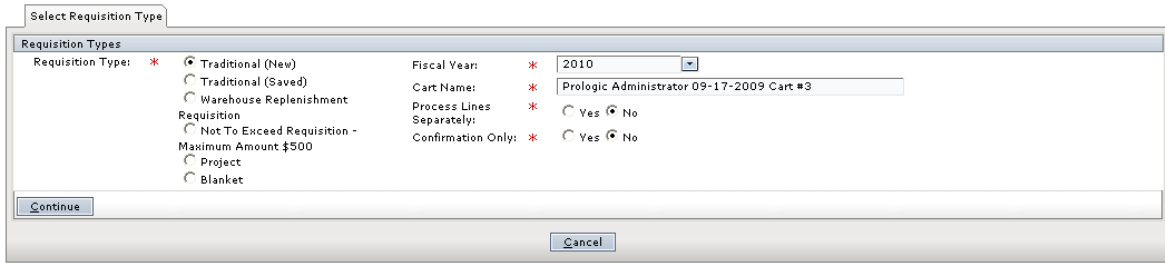 Select Requisition Type
Requisition Types
Requisition Type: *
Traditional (New)
Traditional (Saved)
Warehouse Replenishment
Requisition
Not To Exceed Requisition -
Maximum Amount $500
Project
Blanket
Fiscal Year: * 2010
Cart Name: * Prologic Administrator 09-17-2009 Cart #3
Process Lines * Yes No
Separately:
Confirmation Only: * Yes No
Continue
Cancel